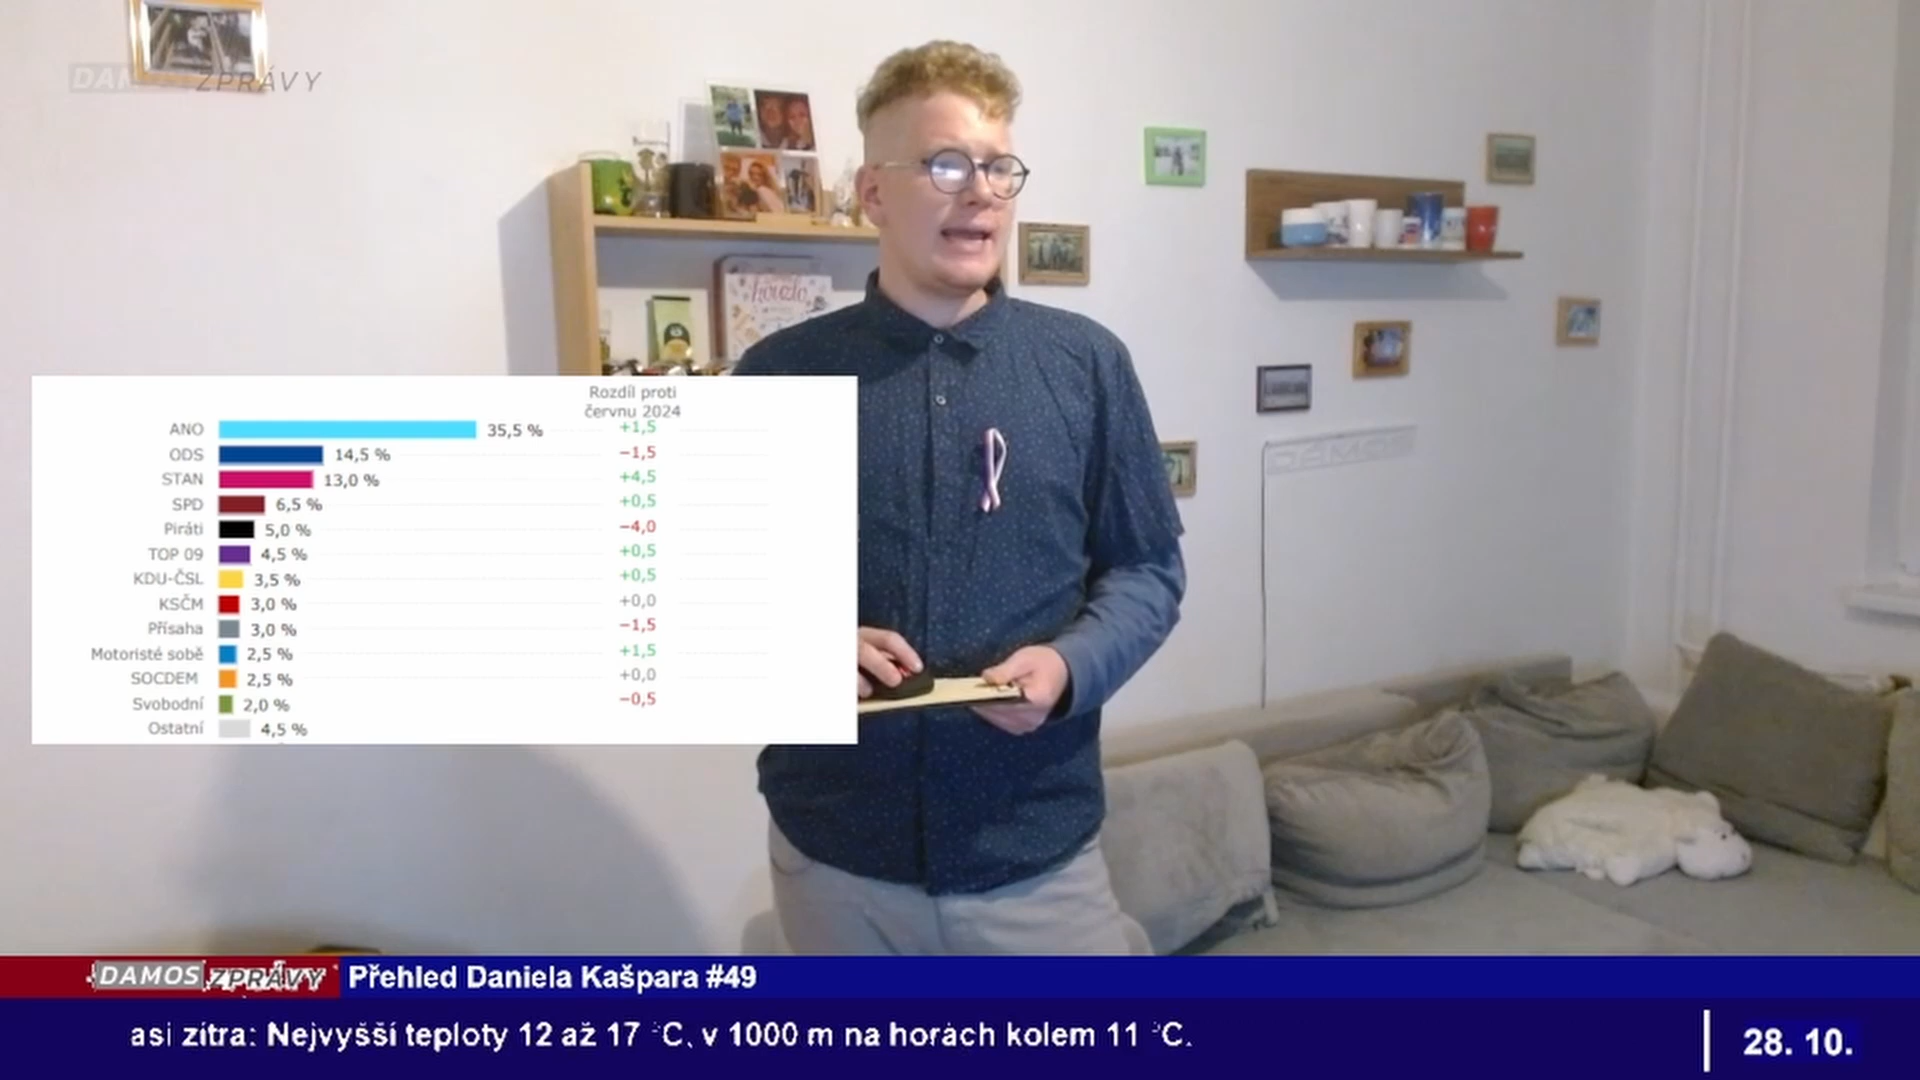 DAMOS ZPRÁVY
kouzlo
Rozdíl proti
červnu 2024
ANO 35,5 % +1,5
ODS 14,5 % −1,5
STAN 13,0 % +4,5
SPD 6,5 % +0,5
Piráti 5,0 % −4,0
TOP 09 4,5 % +0,5
KDU-ČSL 3,5 % +0,5
KSČM 3,0 % +0,0
Přísaha 3,0 % −1,5
Motoristé sobě 2,5 % +1,5
SOCDEM 2,5 % +0,0
Svobodní 2,0 % −0,5
Ostatní 4,5 %
DAMOS
DAMOS ZPRÁVY Přehled Daniela Kašpara #49
asi zítra: Nejvyšší teploty 12 až 17 °C, v 1000 m na horách kolem 11 °C.
28. 10.